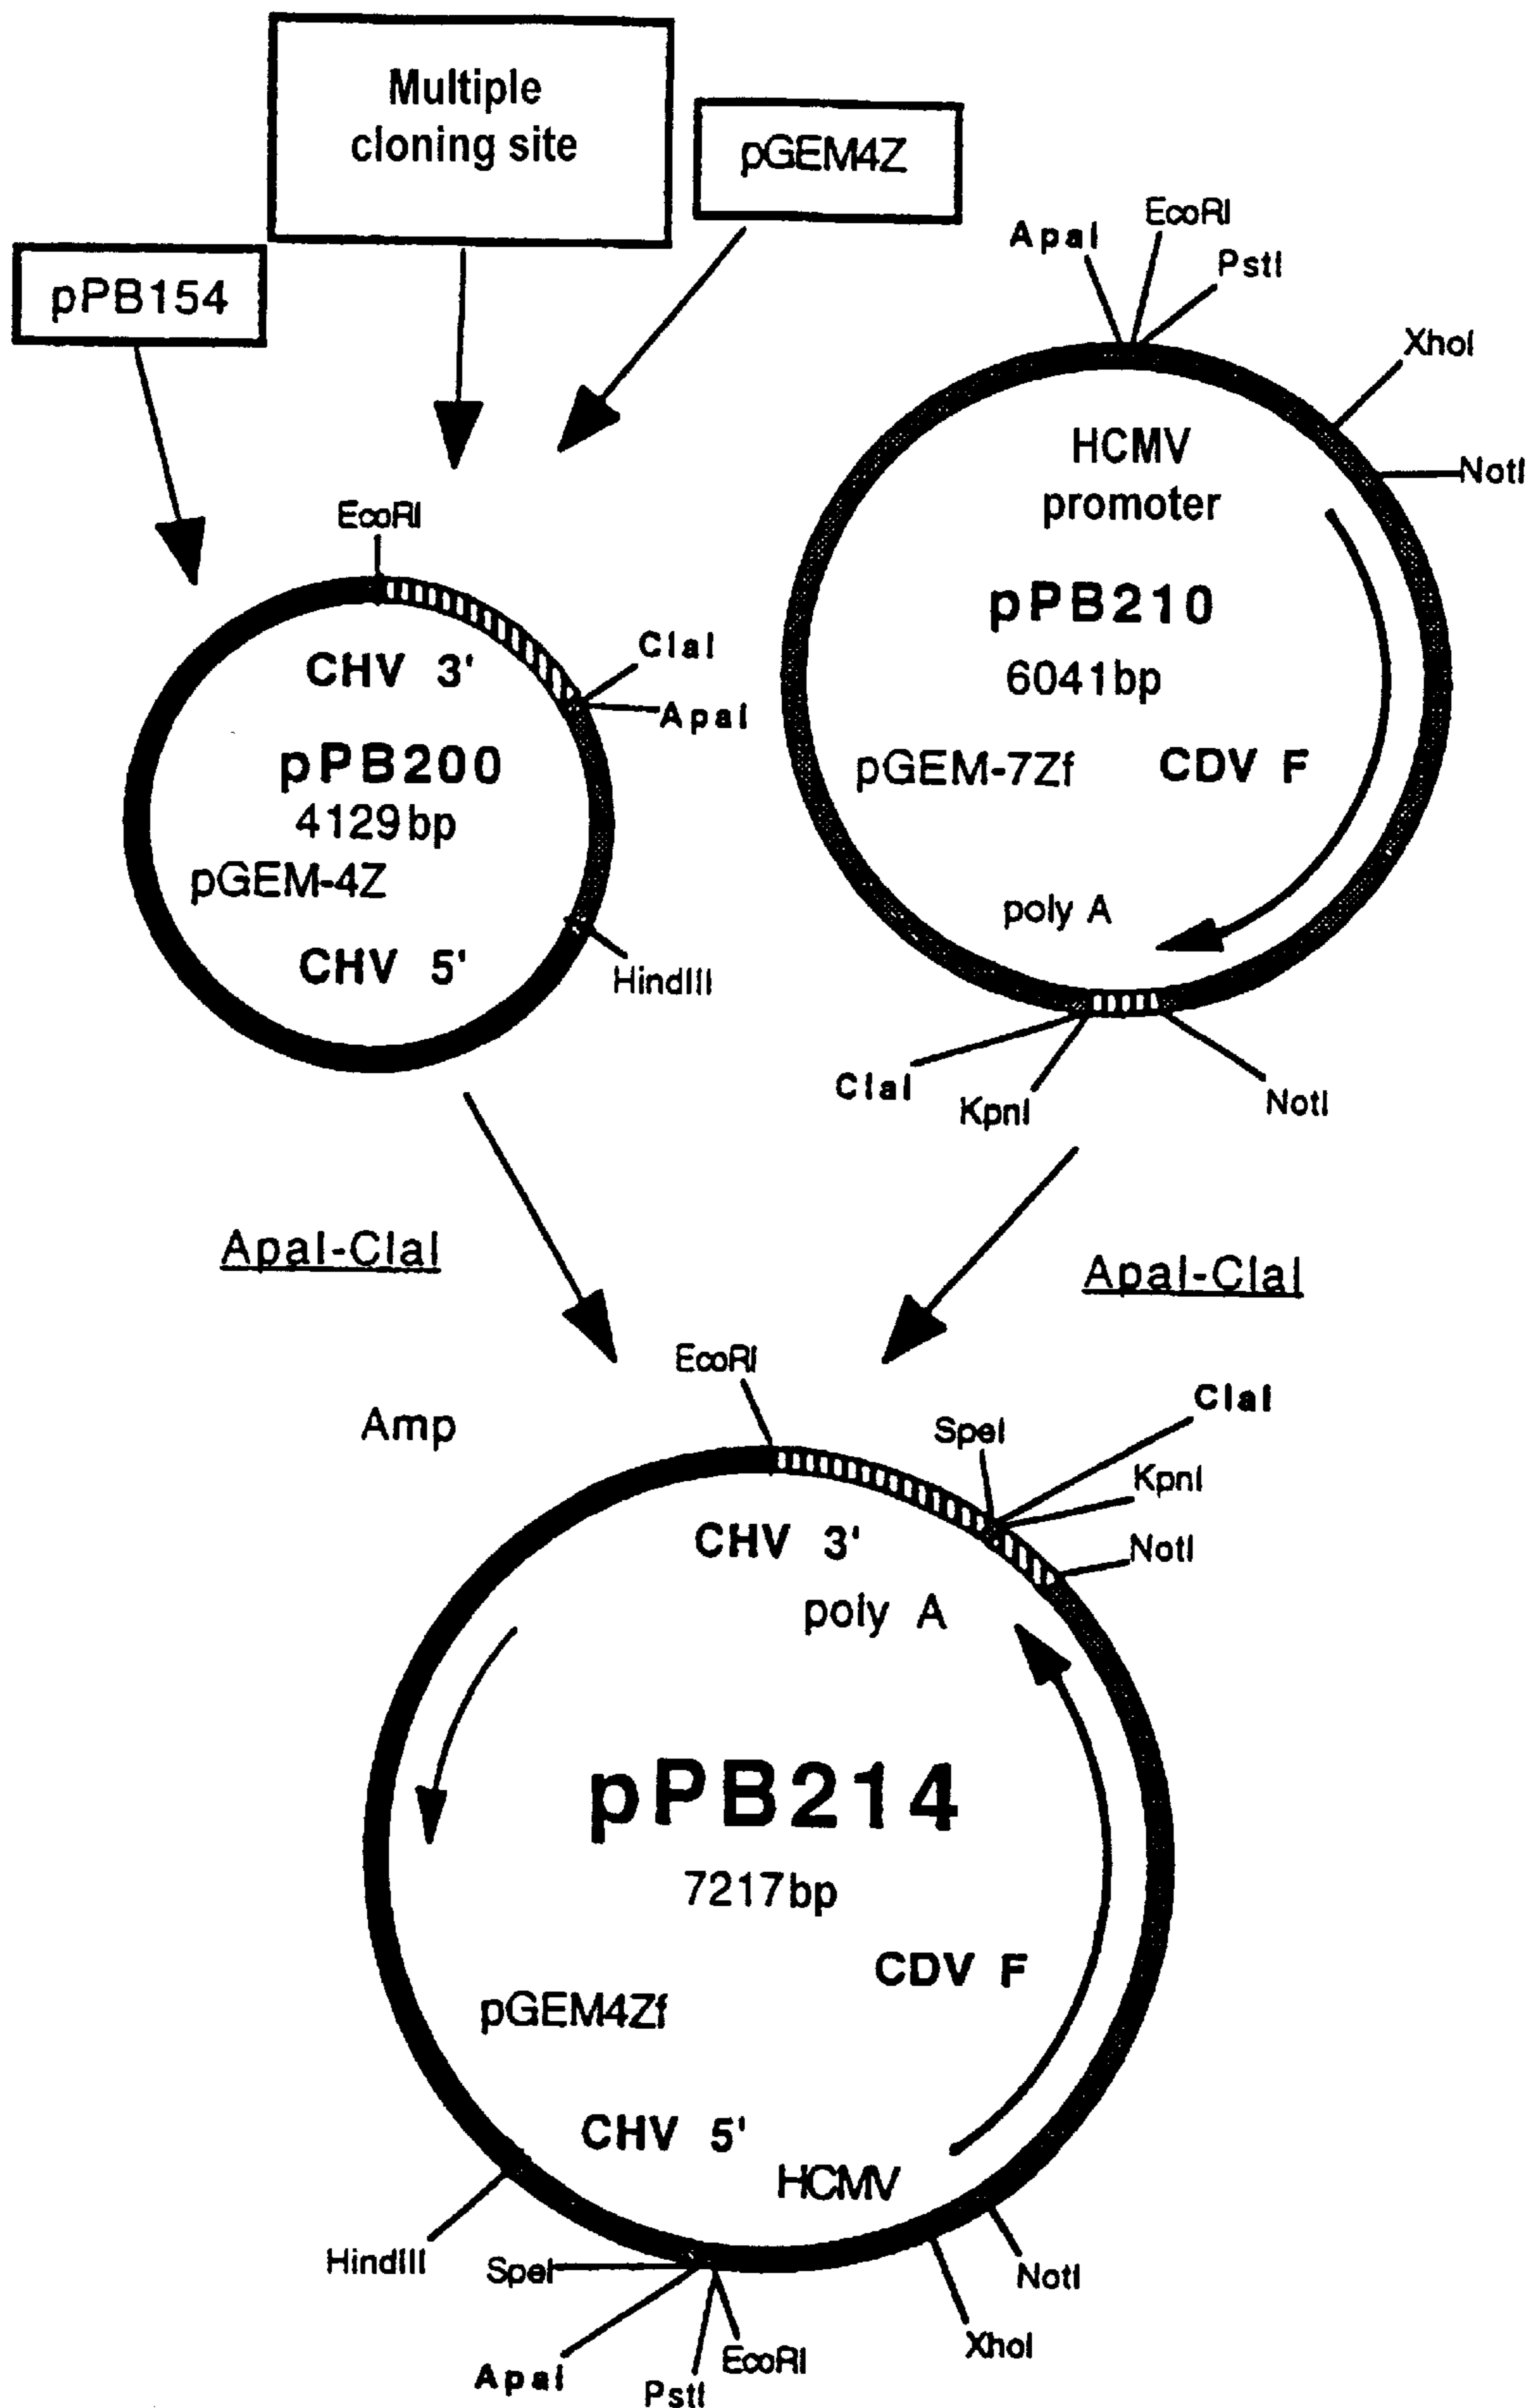 Multiple
cloning site
pGEM4Z
pPB154
EcoRI
ClaI
ApaI
CHV 3'
pPB200
4129bp
pGEM-4Z
CHV 5'
HindIII
ApaI
EcoRI
PstI
XhoI
NotI
HCMV
promoter
pPB210
6041bp
pGEM-7Zf
CDV F
poly A
ClaI
KpnI
NotI
ApaI-ClaI
ApaI-ClaI
Amp
EcoRI
SpeI
ClaI
KpnI
NotI
CHV 3'
poly A
pPB214
7217bp
CDV F
pGEM4Zf
CHV 5'
HCMV
HindIII
SpeI
ApaI
PstI
EcoRI
XhoI
NotI